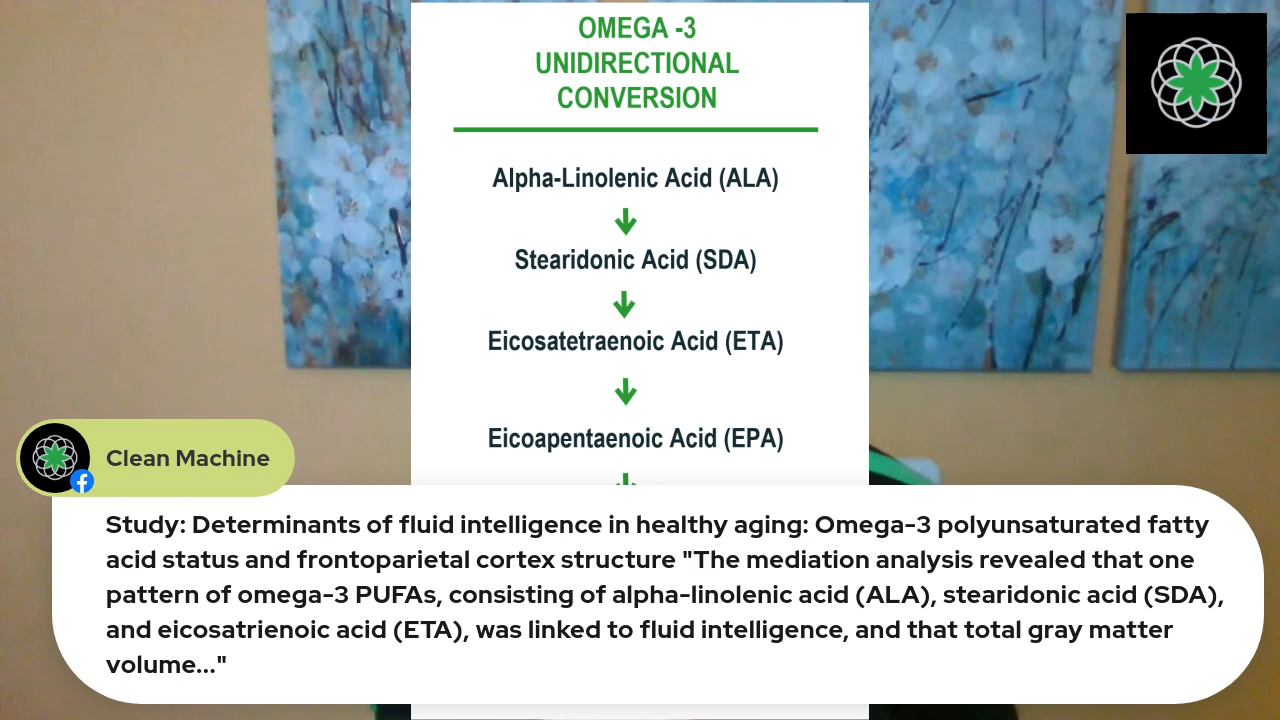 OMEGA -3
UNIDIRECTIONAL
CONVERSION
Alpha-Linolenic Acid (ALA)
Stearidonic Acid (SDA)
Eicosatetraenoic Acid (ETA)
Eicoapentaenoic Acid (EPA)
Clean Machine
Study: Determinants of fluid intelligence in healthy aging: Omega-3 polyunsaturated fatty
acid status and frontoparietal cortex structure "The mediation analysis revealed that one
pattern of omega-3 PUFAs, consisting of alpha-linolenic acid (ALA), stearidonic acid (SDA),
and eicosatrienoic acid (ETA), was linked to fluid intelligence, and that total gray matter
volume..."